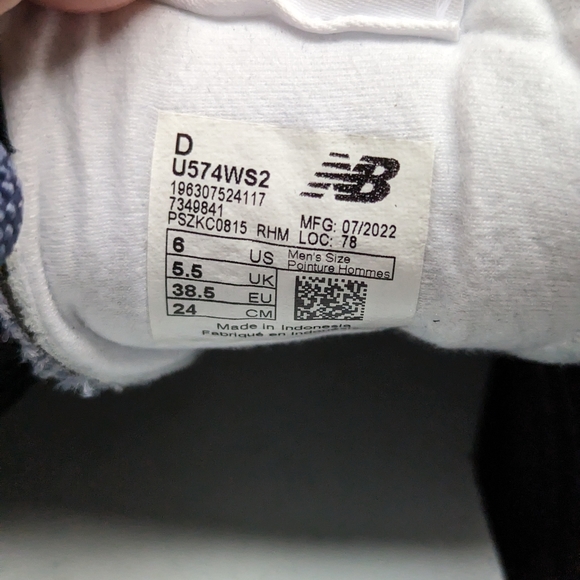 D
U574WS2
196307524117
7349841
PSZKC0815 RHM
NB
MFG: 07/2022
LOC: 78
6 US
5.5 UK
38.5 EU
24 CM
Men's Size
Pointure Hommes
Made in Indonesia
Fabriqué en